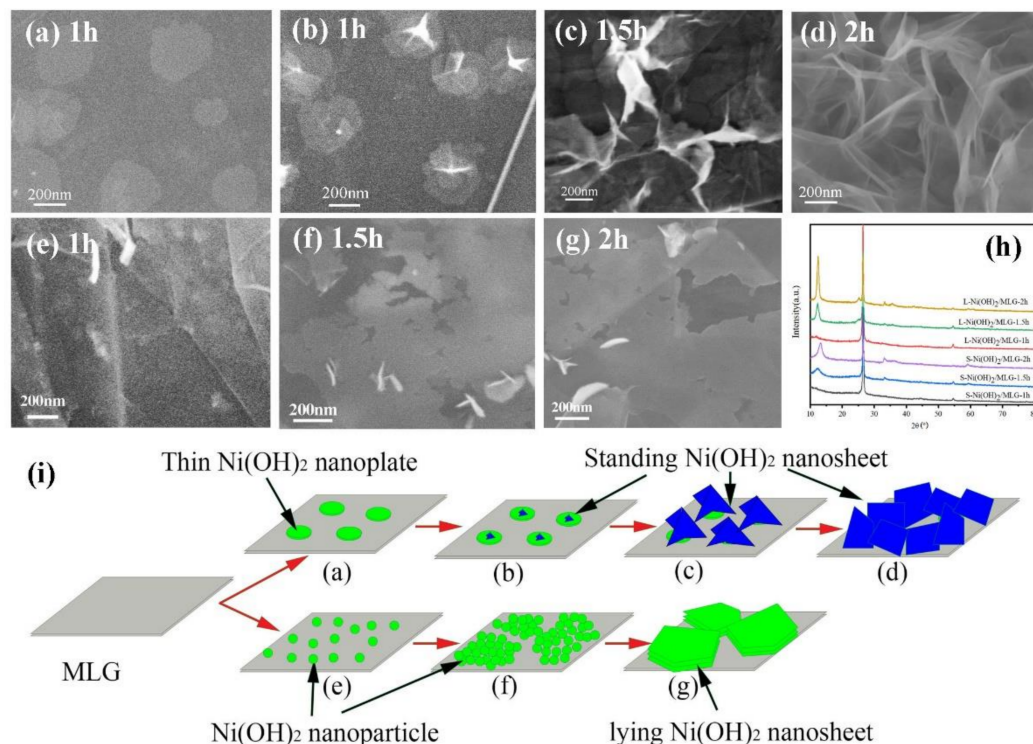 (a) 1h
(b) 1h
(c) 1.5h
(d) 2h
200nm
200nm
200nm
200nm
(e) 1h
(f) 1.5h
(g) 2h
(h)
200nm
200nm
200nm
Intensity(a.u.)
L-Ni(OH)2/MLG-2h
L-Ni(OH)2/MLG-1.5h
L-Ni(OH)2/MLG-1h
S-Ni(OH)2/MLG-2h
S-Ni(OH)2/MLG-1.5h
S-Ni(OH)2/MLG-1h
10 20 30 40 50 60 70
2θ (°)
(i)
Thin Ni(OH)2 nanoplate
Standing Ni(OH)2 nanosheet
(a)
(b)
(c)
(d)
MLG
(e)
(f)
(g)
Ni(OH)2 nanoparticle
lying Ni(OH)2 nanosheet